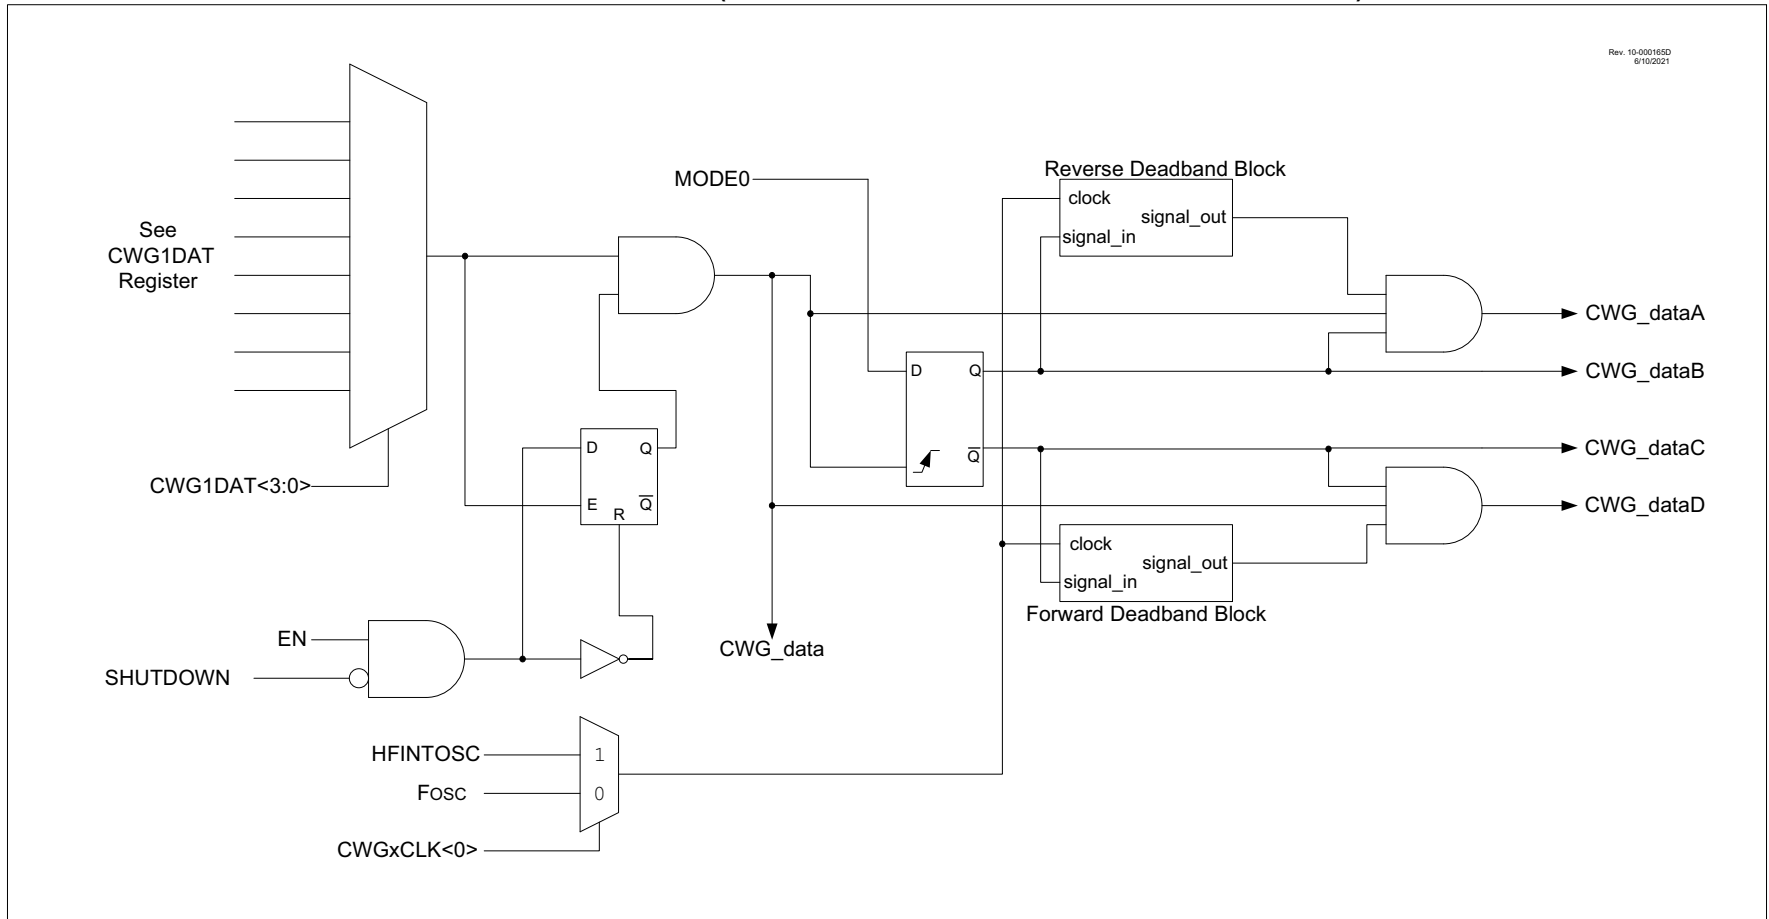 Rev. 10-000165D
6/10/2021
See
CWG1DAT
Register
CWG1DAT<3:0>
MODE0
Reverse Deadband Block
clock
signal_out
signal_in
CWG_dataA
D
Q
CWG_dataB
Q
CWG_dataC
D
Q
E
R
Q
CWG_dataD
clock
signal_out
signal_in
Forward Deadband Block
EN
SHUTDOWN
CWG_data
HFINTOSC
1
Fosc
0
CWGxCLK<0>